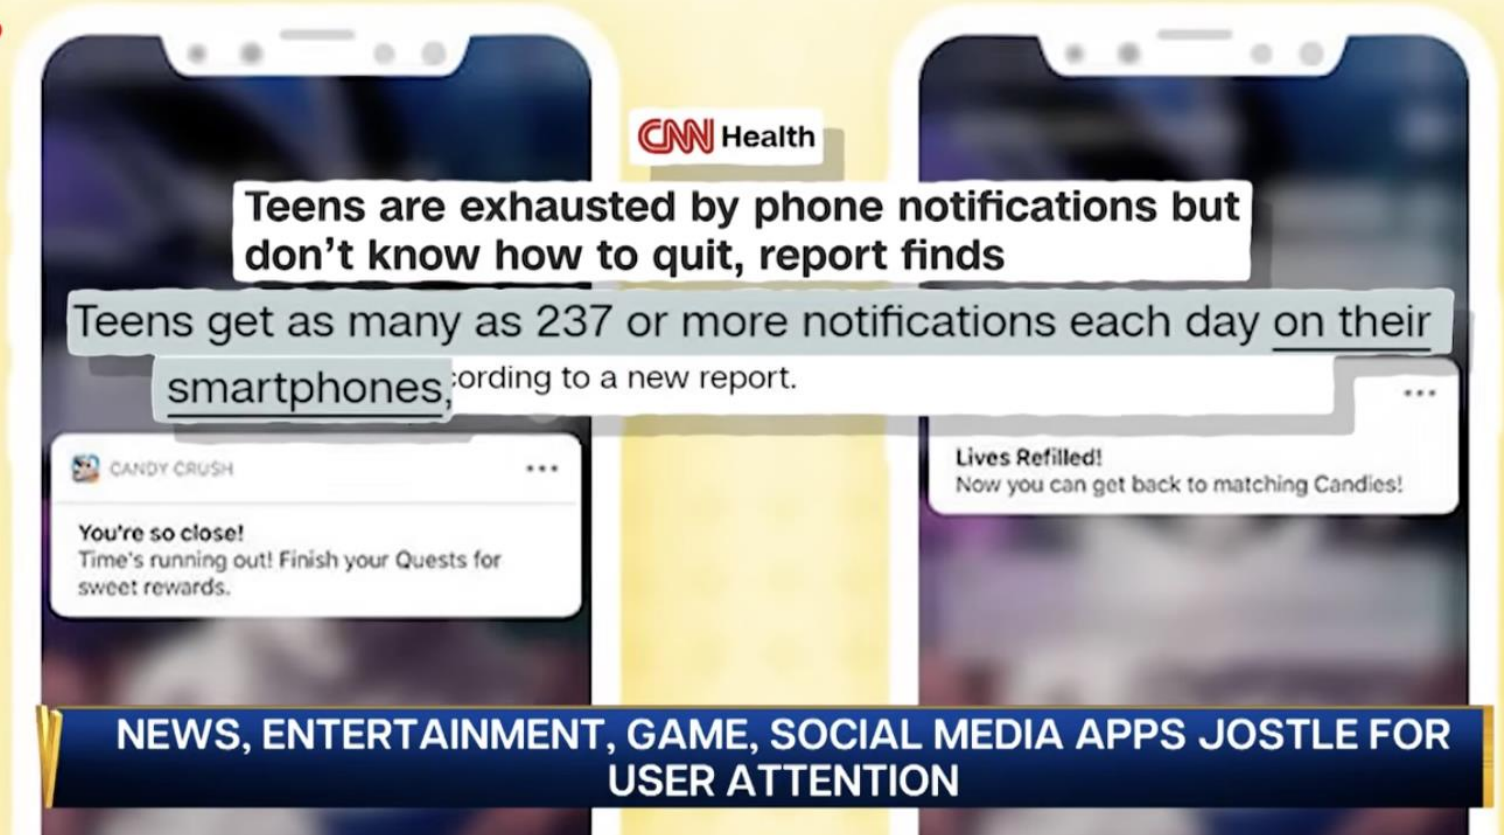 CNN Health
Teens are exhausted by phone notifications but
don't know how to quit, report finds
Teens get as many as 237 or more notifications each day on their
smartphones,
to a new report.
CANDY CRUSH
You're so close!
Time's running out! Finish your Quests for
sweet rewards.
Lives Refilled!
Now you can get back to matching Candies!
NEWS, ENTERTAINMENT, GAME, SOCIAL MEDIA APPS JOSTLE FOR
USER ATTENTION